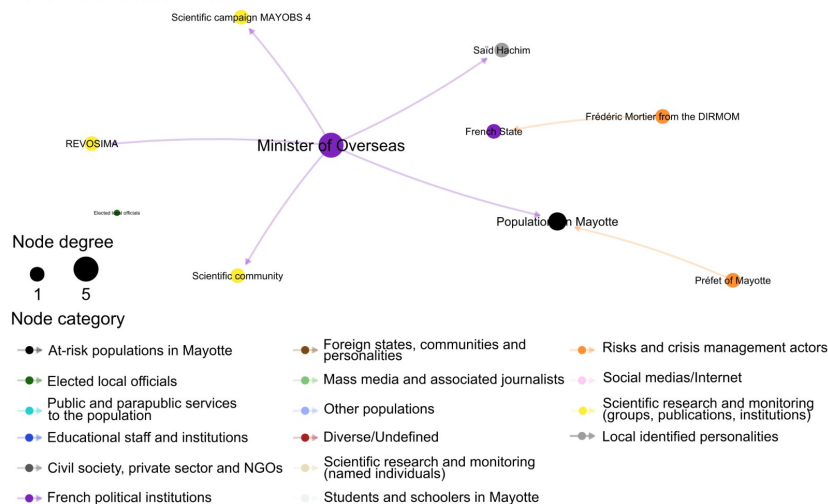 Scientific campaign MAYOBS 4
Saïd Hachim
Frédéric Mortier from the DIRMOM
French State
REVOSIMA
Minister of Overseas
Elected local officials
Population in Mayotte
Node degree
Scientific community
Préfet of Mayotte
1 5
Node category
At-risk populations in Mayotte
Elected local officials
Public and parapublic services
to the population
Educational staff and institutions
Civil society, private sector and NGOs
French political institutions
Foreign states, communities and
personalities
Mass media and associated journalists
Other populations
Diverse/Undefined
Scientific research and monitoring
(named individuals)
Students and schoolers in Mayotte
Risks and crisis management actors
Social medias/Internet
Scientific research and monitoring
(groups, publications, institutions)
Local identified personalities